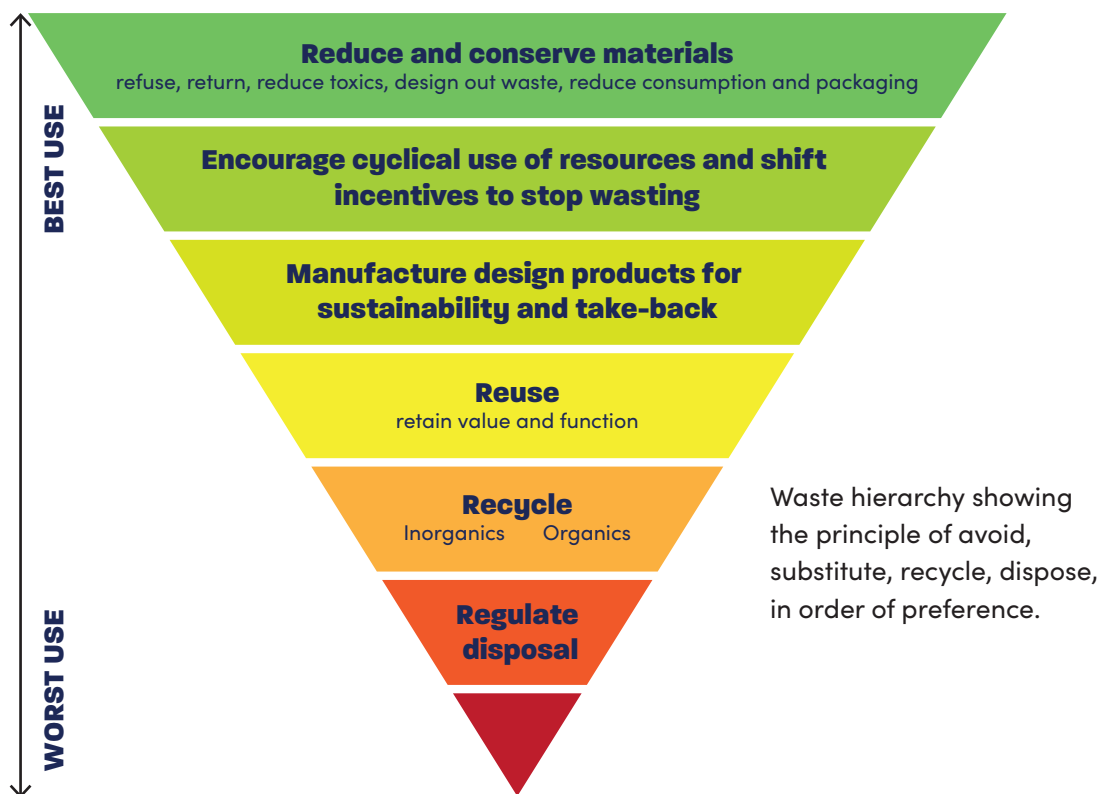 BEST USE
WORST USE
Reduce and conserve materials
refuse, return, reduce toxics, design out waste, reduce consumption and packaging
Encourage cyclical use of resources and shift
incentives to stop wasting
Manufacture design products for
sustainability and take-back
Reuse
retain value and function
Recycle
Inorganics Organics
Regulate
disposal
Waste hierarchy showing
the principle of avoid,
substitute, recycle, dispose,
in order of preference.